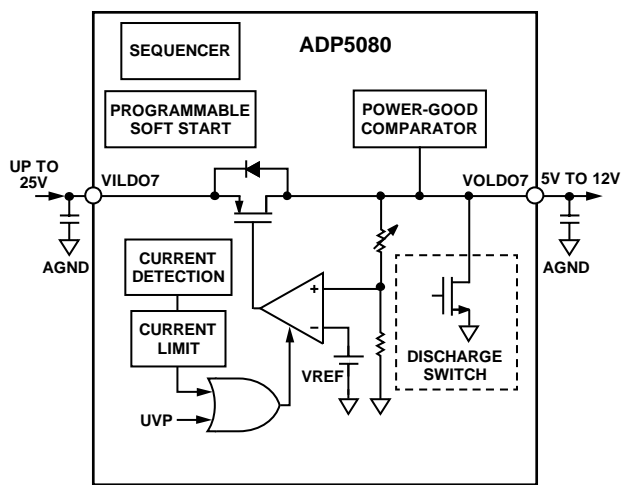 ADP5080
SEQUENCER
PROGRAMMABLE
SOFT START
POWER-GOOD
COMPARATOR
UP TO
25V
VILDO7
VOLDO7
5V TO 12V
AGND
AGND
CURRENT
DETECTION
CURRENT
LIMIT
+
–
VREF
DISCHARGE
SWITCH
UVP